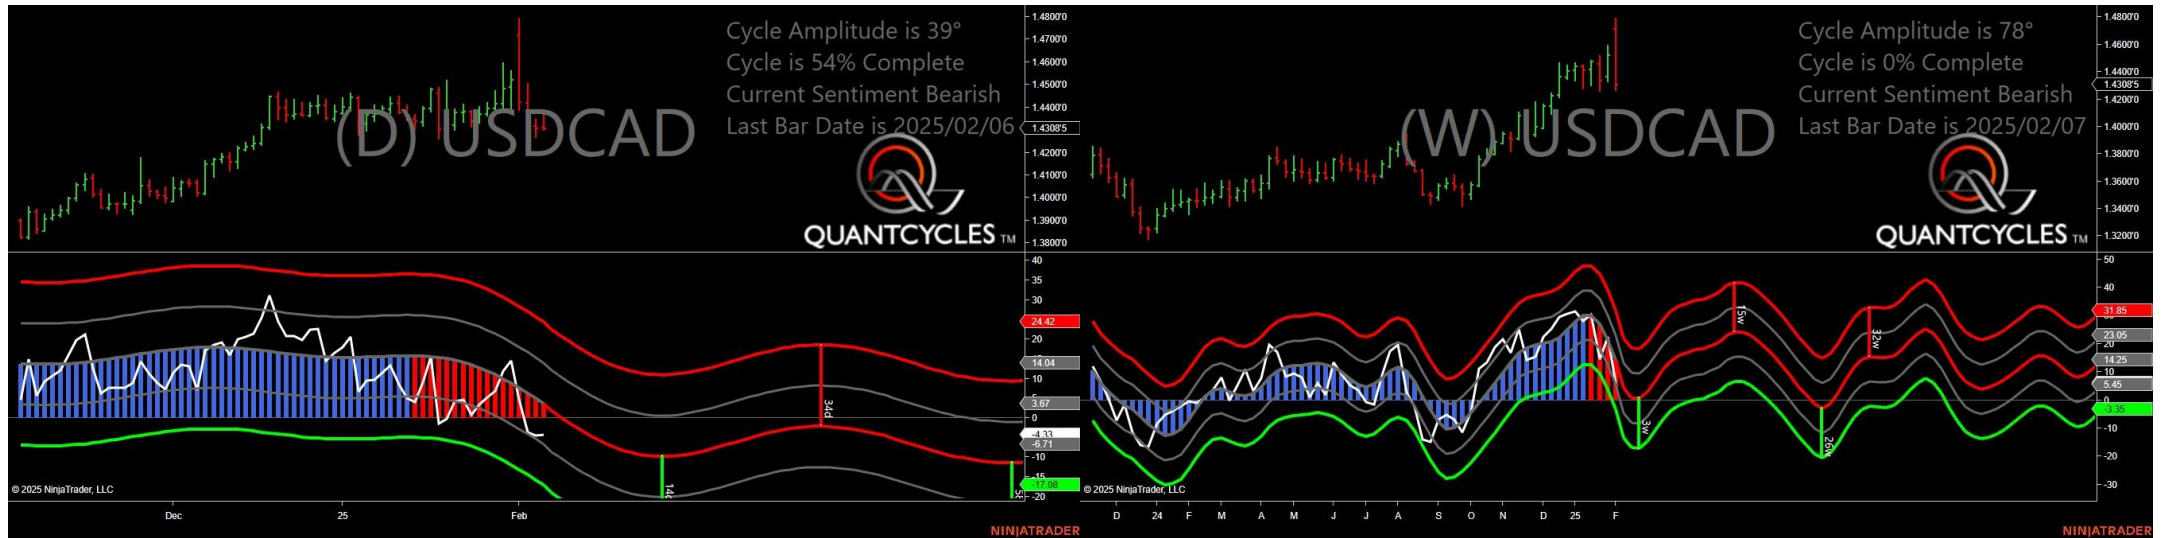 Cycle Amplitude is 39°
Cycle is 54% Complete
Current Sentiment Bearish
Last Bar Date is 2025/02/06
(D) USDCAD
QUANTCYCLES TM
1.4800'0
1.4700'0
1.4600'0
1.4500'0
1.4400'0
1.4308'5
1.4200'0
1.4100'0
1.4000'0
1.3900'0
1.3800'0
40
35
30
24.42
20
14.04
10
3.67
0
-4.33
-6.71
-10
-15
-17.08
-20
34d
© 2025 NinjaTrader, LLC
Dec 25 Feb
NINJATRADER
Cycle Amplitude is 78°
Cycle is 0% Complete
Current Sentiment Bearish
Last Bar Date is 2025/02/07
(W) USDCAD
QUANTCYCLES TM
1.4800'0
1.4600'0
1.4400'0
1.4308'5
1.4200'0
1.4000'0
1.3800'0
1.3600'0
1.3400'0
1.3200'0
50
40
31.85
23.05
20
14.25
10
5.45
0
-3.35
-10
-20
-30
3w
15w
26w
32w
© 2025 NinjaTrader, LLC
D 24 F M A M J J A S O N D 25 F
NINJATRADER